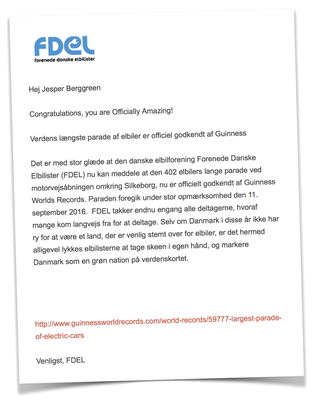 FDEL
forenede danske elbilister
Hej Jesper Berggreen
Congratulations, you are Officially Amazing!
Verdens længste parade af elbiler er officiel godkendt af Guinness
Det er med stor glæde at den danske elbilforening Forenede Danske
Elbilister (FDEL) nu kan meddele at den 402 elbilers lange parade ved
motorvejsåbningen omkring Silkeborg, nu er officielt godkendt af Guinness
Worlds Records. Paraden foregik under stor opmærksomhed den 11.
september 2016. FDEL takker endnu engang alle deltagerne, hvoraf
mange kom langvejs fra for at deltage. Selv om Danmark i disse år ikke har
ry for at være et land, der er venlig stemt over for elbiler, er det hermed
alligevel lykkes elbilisterne at tage skeen i egen hånd, og markere
Danmark som en grøn nation på verdenskortet.
http://www.guinnessworldrecords.com/world-records/59777-largest-parade-
of-electric-cars
Venligst, FDEL